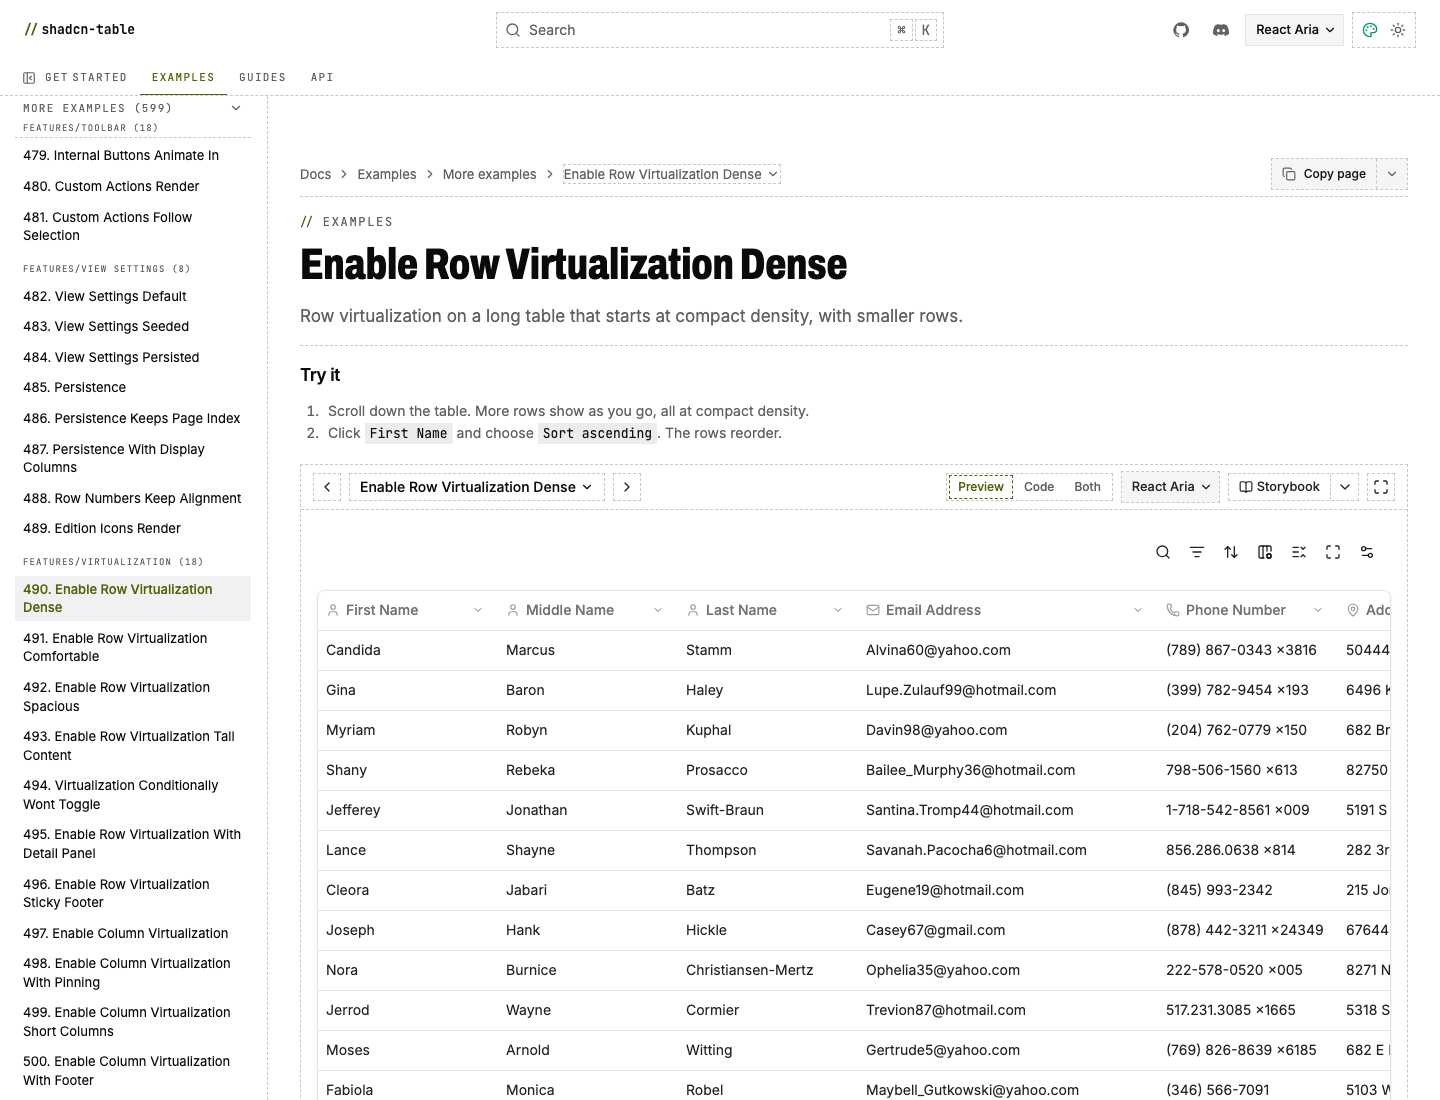 // shadcn-table
Search
⌘ K
React Aria
GET STARTED
EXAMPLES
GUIDES
API
MORE EXAMPLES (599)
FEATURES/TOOLBAR (18)
479. Internal Buttons Animate In
480. Custom Actions Render
481. Custom Actions Follow
Selection
FEATURES/VIEW SETTINGS (8)
482. View Settings Default
483. View Settings Seeded
484. View Settings Persisted
485. Persistence
486. Persistence Keeps Page Index
487. Persistence With Display
Columns
488. Row Numbers Keep Alignment
489. Edition Icons Render
FEATURES/VIRTUALIZATION (18)
490. Enable Row Virtualization
Dense
491. Enable Row Virtualization
Comfortable
492. Enable Row Virtualization
Spacious
493. Enable Row Virtualization Tall
Content
494. Virtualization Conditionally
Wont Toggle
495. Enable Row Virtualization With
Detail Panel
496. Enable Row Virtualization
Sticky Footer
497. Enable Column Virtualization
498. Enable Column Virtualization
With Pinning
499. Enable Column Virtualization
Short Columns
500. Enable Column Virtualization
With Footer
Docs > Examples > More examples > Enable Row Virtualization Dense
Copy page
// EXAMPLES
Enable Row Virtualization Dense
Row virtualization on a long table that starts at compact density, with smaller rows.
Try it
1. Scroll down the table. More rows show as you go, all at compact density.
2. Click First Name and choose Sort ascending. The rows reorder.
Enable Row Virtualization Dense
Preview Code Both
React Aria
Storybook
First Name Middle Name Last Name Email Address Phone Number Add
Candida Marcus Stamm Alvina60@yahoo.com (789) 867-0343 x3816 50444
Gina Baron Haley Lupe.Zulauf99@hotmail.com (399) 782-9454 x193 6496
Myriam Robyn Kuphal Davin98@yahoo.com (204) 762-0779 x150 682 Br
Shany Rebeka Prosacco Bailee_Murphy36@hotmail.com 798-506-1560 x613 82750
Jefferey Jonathan Swift-Braun Santina.Tromp44@hotmail.com 1-718-542-8561 x009 5191 S
Lance Shayne Thompson Savanah.Pacocha6@hotmail.com 856.286.0638 x814 282 3r
Cleora Jabari Batz Eugene19@hotmail.com (845) 993-2342 215 Jo
Joseph Hank Hickle Casey67@gmail.com (878) 442-3211 x24349 67644
Nora Burnice Christiansen-Mertz Ophelia35@yahoo.com 222-578-0520 x005 8271 N
Jerrod Wayne Cormier Trevion87@hotmail.com 517.231.3085 x1665 5318 S
Moses Arnold Witting Gertrude5@yahoo.com (769) 826-8639 x6185 682 E
Fabiola Monica Robel Maybell_Gutkowski@yahoo.com (346) 566-7091 5103 W